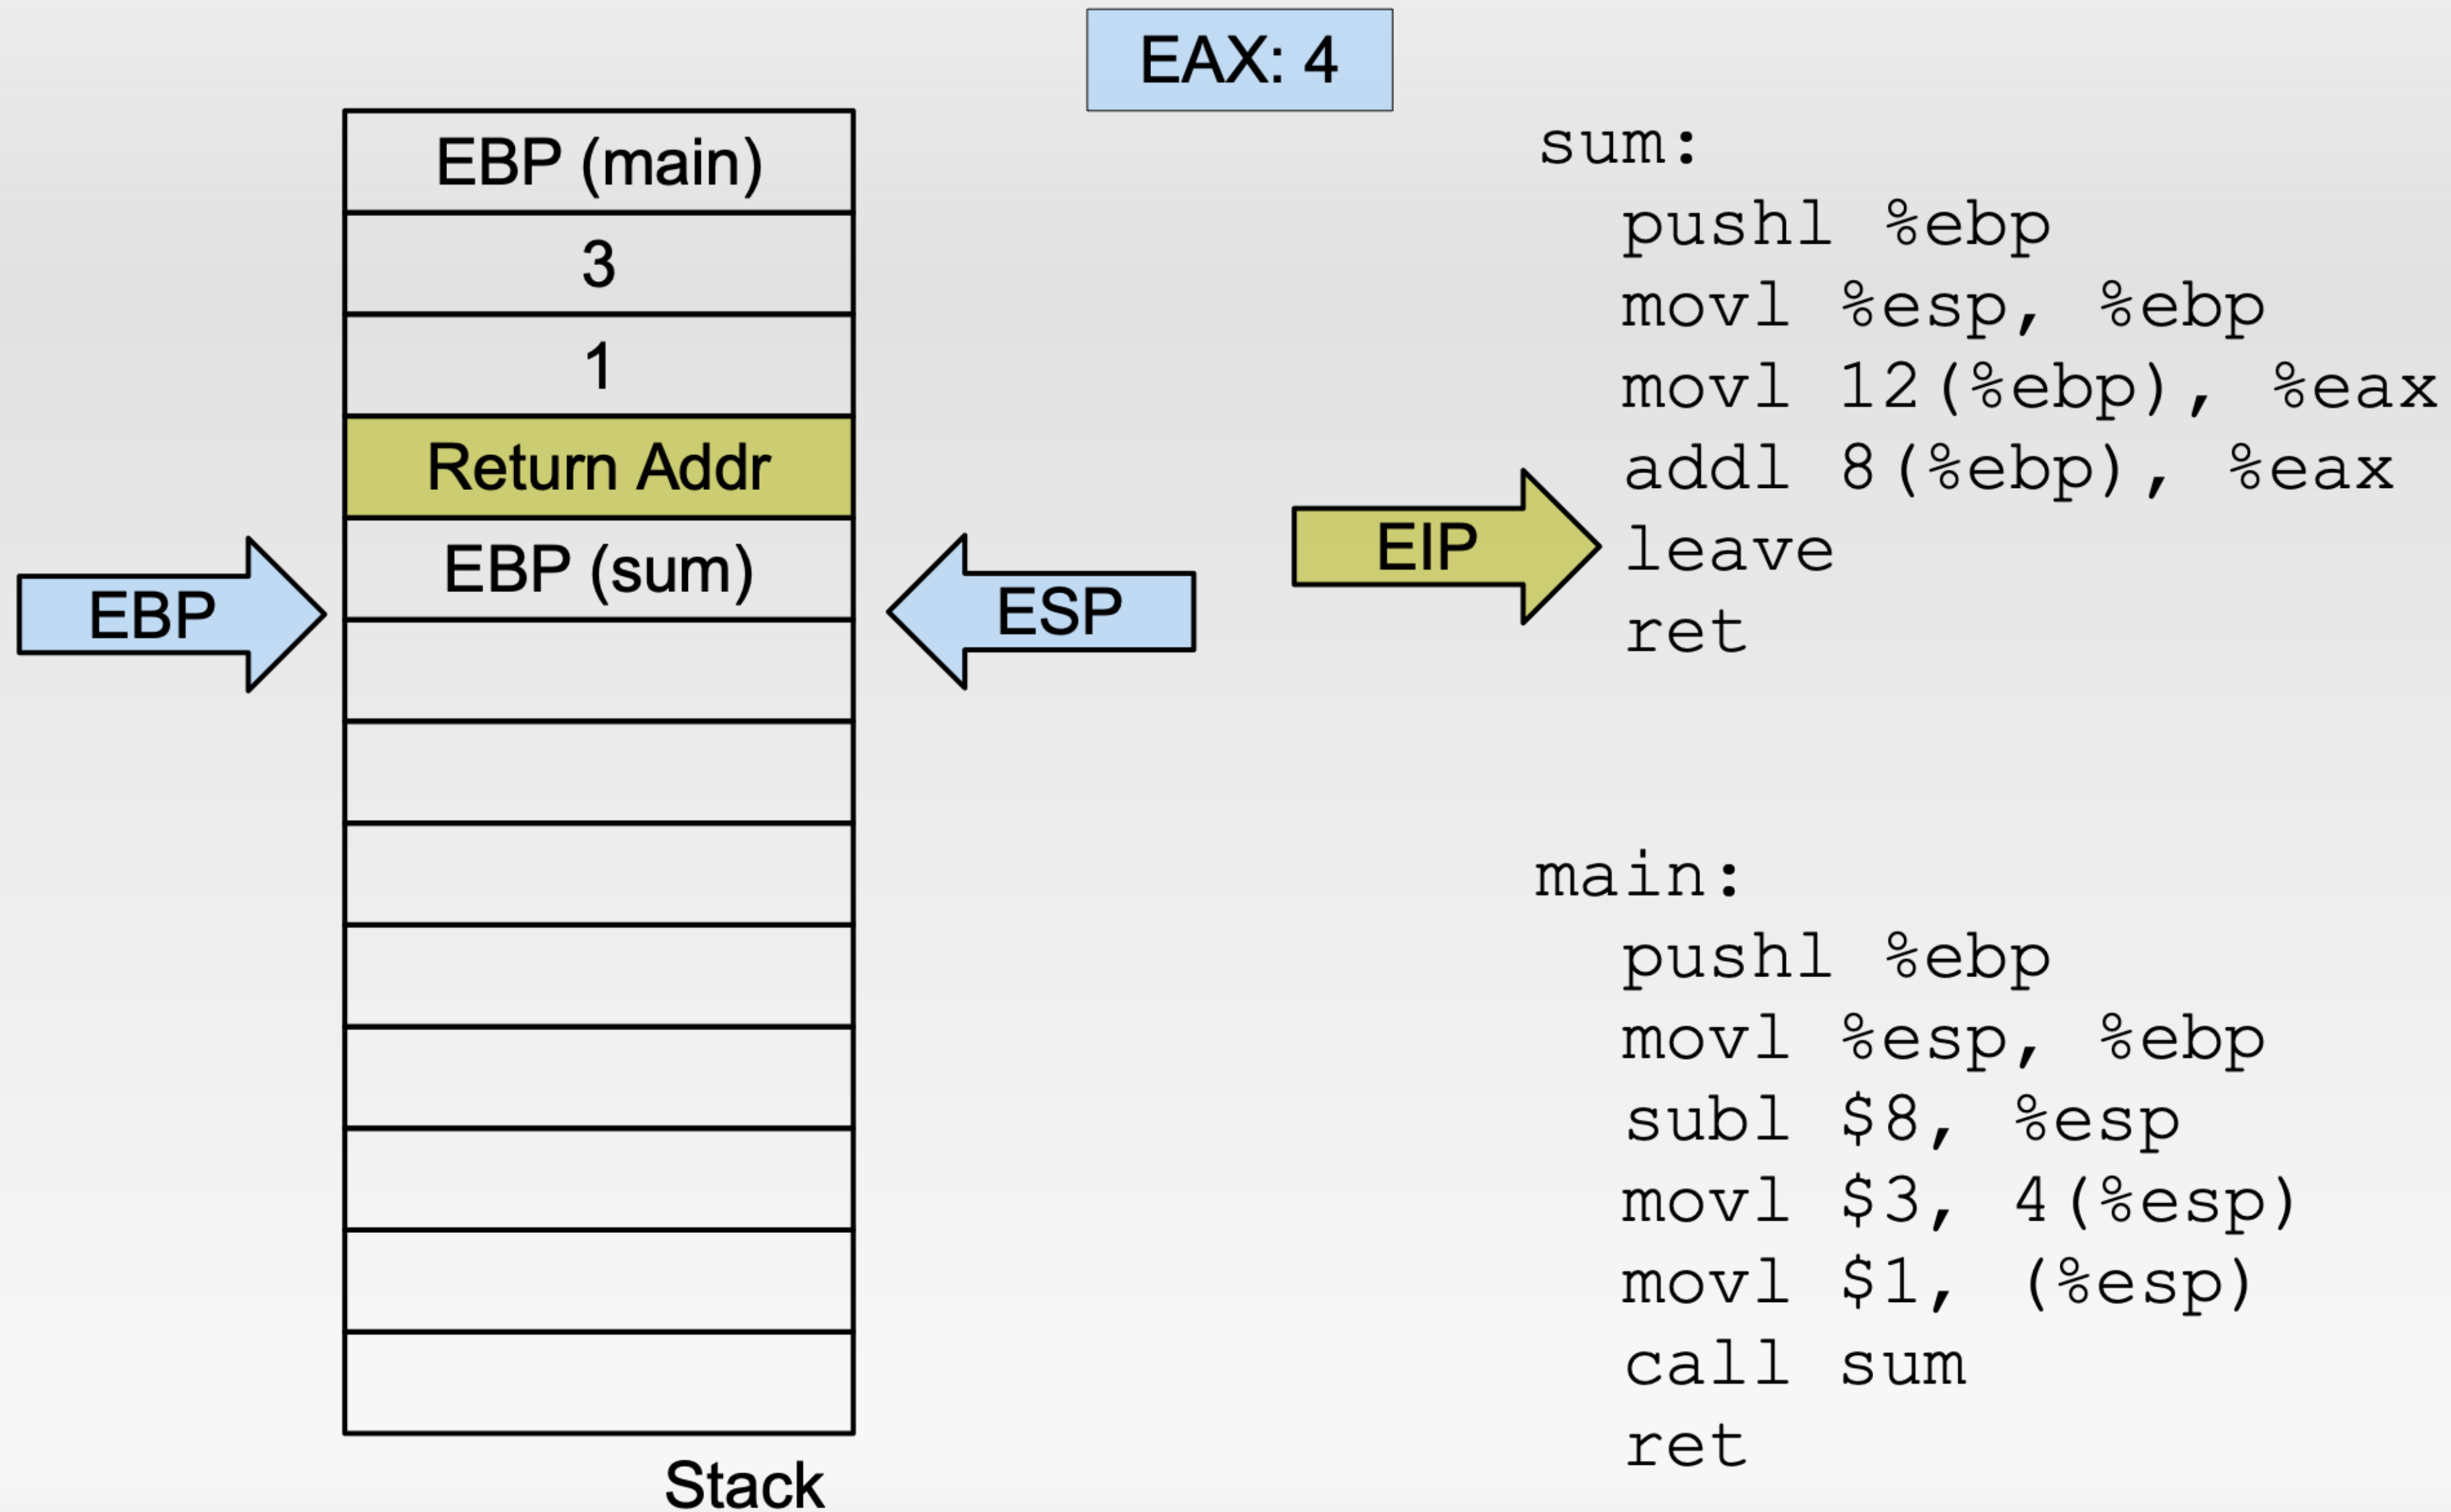 EAX: 4
EBP (main)
3
1
Return Addr
EBP (sum)
EBP
ESP
EIP
sum:
pushl %ebp
movl %esp, %ebp
movl 12(%ebp), %eax
addl 8(%ebp), %eax
leave
ret
main:
pushl %ebp
movl %esp, %ebp
subl $8, %esp
movl $3, 4(%esp)
movl $1, (%esp)
call sum
ret
Stack